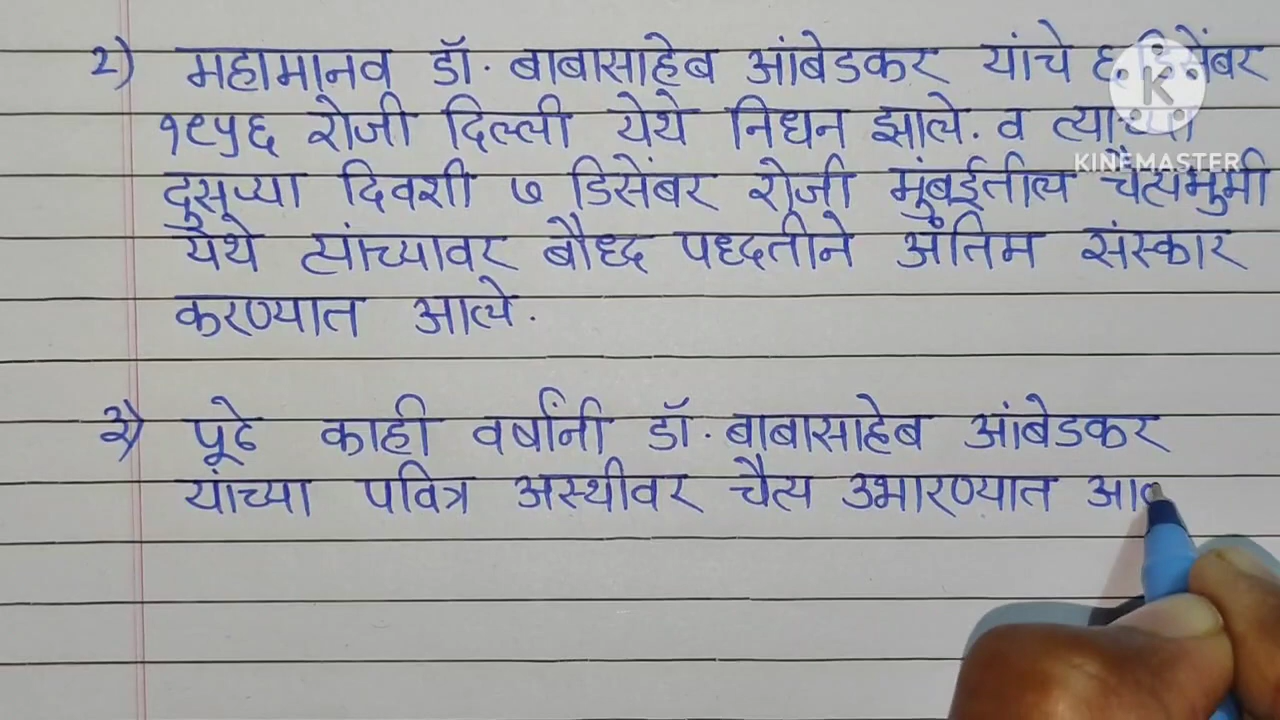 २) महामानव डॉ. बाबासाहेब आंबेडकर यांचे ६ डिसेंबर
१९५६ रोजी दिल्ली येथे निधन झाले. व त्यांच्या
दुसऱ्या दिवशी ७ डिसेंबर रोजी मुंबईतील चैत्यभुमी
येथे त्यांच्यावर बौध्द पध्दतीने अंतिम संस्कार
करण्यात आले.
३) पूढे काही वर्षांनी डॉ. बाबासाहेब आंबेडकर
यांच्या पवित्र अस्थीवर चैत्य उभारण्यात
K
KINEMASTER